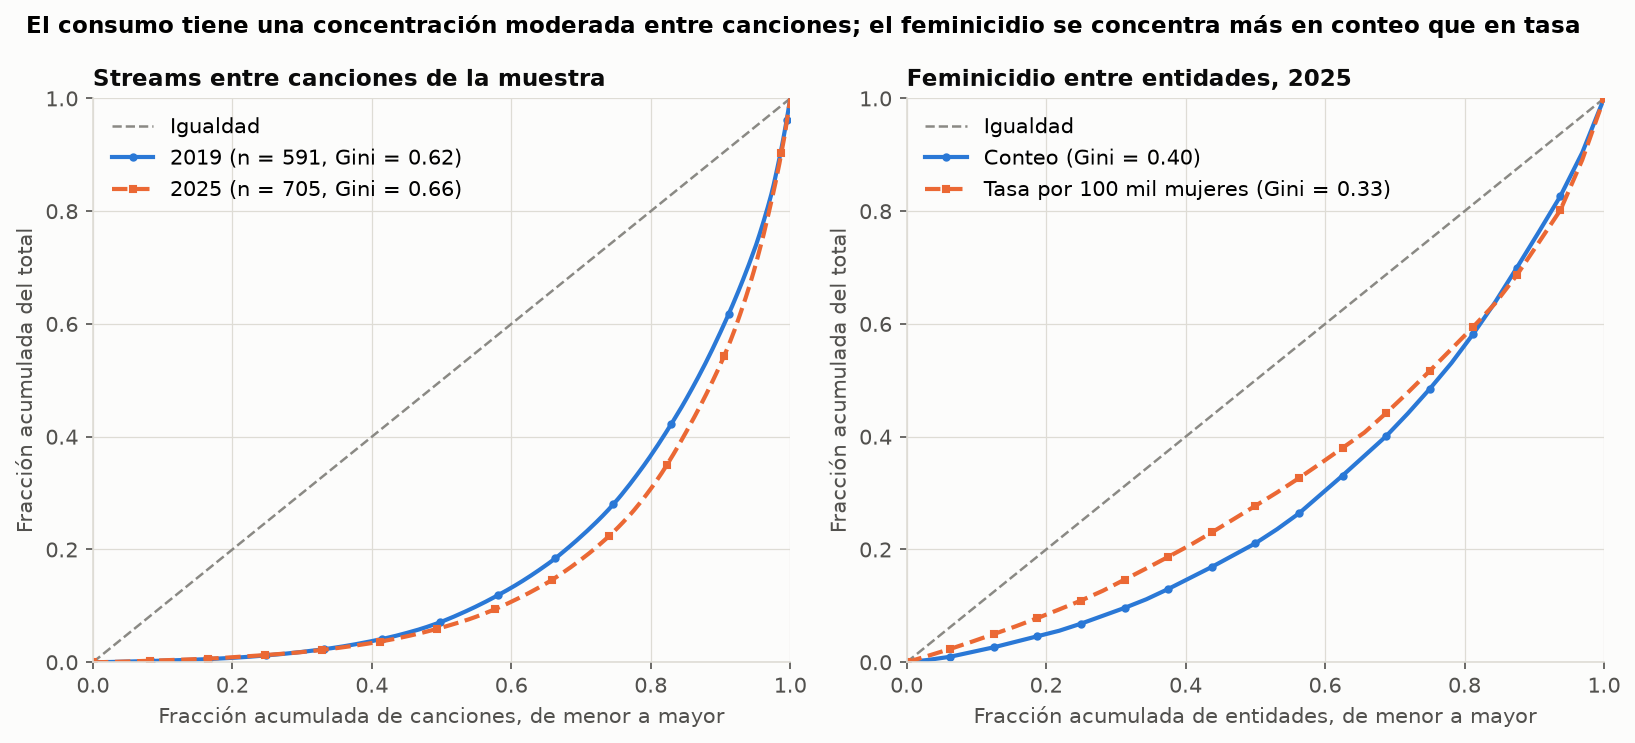 El consumo tiene una concentración moderada entre canciones; el feminicidio se concentra más en conteo que en tasa
Streams entre canciones de la muestra
Igualdad
2019 (n = 591, Gini = 0.62)
2025 (n = 705, Gini = 0.66)
Fracción acumulada del total
1.0
0.8
0.6
0.4
0.2
0.0
0.0 0.2 0.4 0.6 0.8 1.0
Fracción acumulada de canciones, de menor a mayor
Feminicidio entre entidades, 2025
Igualdad
Conteo (Gini = 0.40)
Tasa por 100 mil mujeres (Gini = 0.33)
Fracción acumulada del total
1.0
0.8
0.6
0.4
0.2
0.0
0.0 0.2 0.4 0.6 0.8 1.0
Fracción acumulada de entidades, de menor a mayor